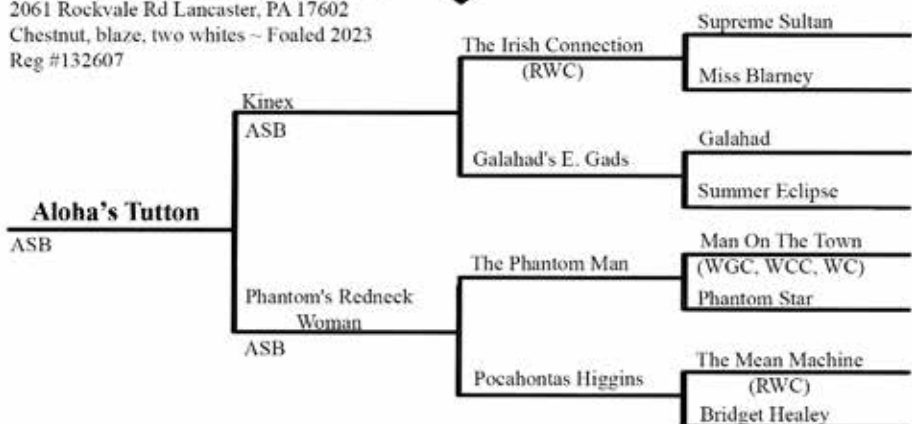 2061 Rockvale Rd Lancaster, PA 17602
Chestnut, blaze, two whites ~ Foaled 2023
Reg #132607
Supreme Sultan
The Irish Connection
(RWC)
Miss Blarney
Kinex
ASB
Galahad
Galahad's E. Gads
Summer Eclipse
Aloha's Tutton
ASB
Man On The Town
(WGC, WCC, WC)
The Phantom Man
Phantom Star
Phantom's Redneck
Woman
ASB
The Mean Machine
(RWC)
Pocahontas Higgins
Bridget Healey